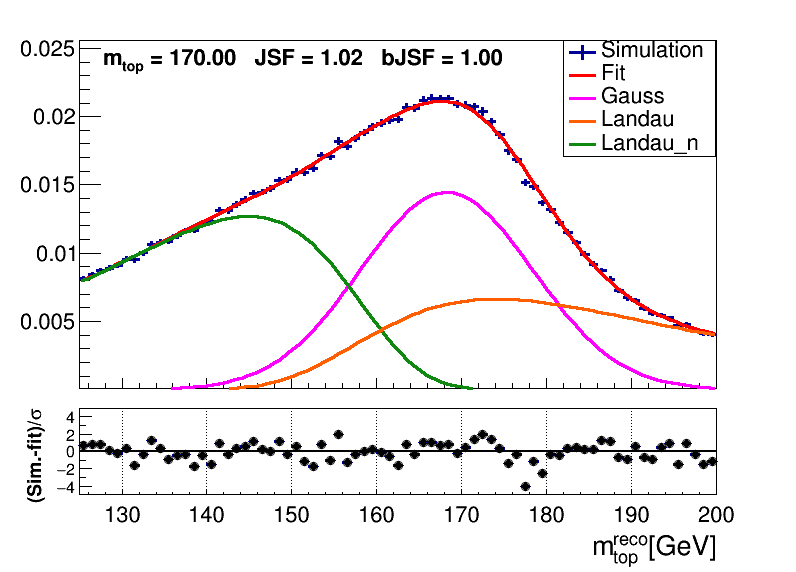 0.025
0.02
0.015
0.01
0.005
m_top = 170.00 JSF = 1.02 bJSF = 1.00
Simulation
Fit
Gauss
Landau
Landau_n
(Sim.-fit)/σ
4
2
0
−2
−4
130 140 150 160 170 180 190 200
m_top^reco [GeV]